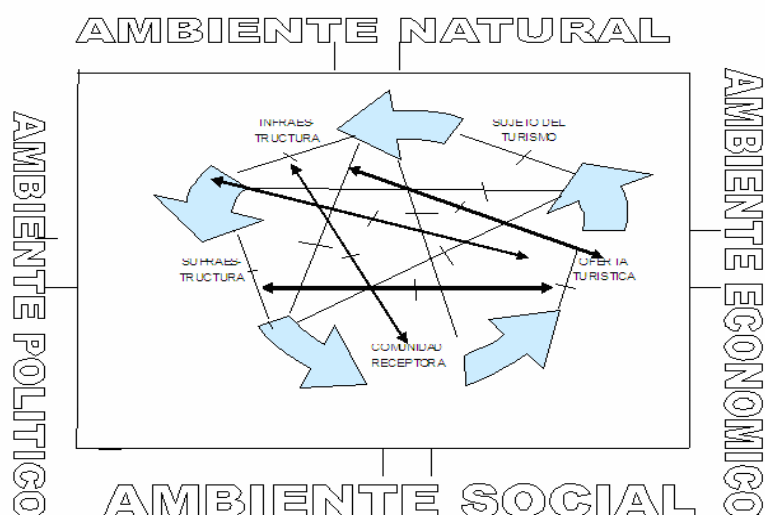 AMBIENTE NATURAL
INFRAES-
TRUCTURA
SUJETO DEL
TURISMO
AMBIENTE POLITICO
AMBIENTE ECONOMICO
SUPRAES-
TRUCTURA
OFERTA
TURISTICA
COMUNIDAD
RECEPTORA
AMBIENTE SOCIAL